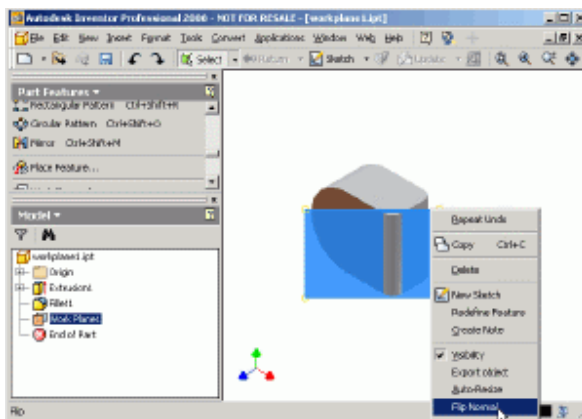 Autodesk Inventor Professional 2008 - NOT FOR RESALE - [workplane1.ipt]
File Edit View Insert Format Tools Convert Applications Window Web Help
Select Return Sketch Update
Part Features
Rectangular Pattern Ctrl+Shift+R
Circular Pattern Ctrl+Shift+O
Mirror Ctrl+Shift+M
Place Feature...
Model
workplane1.ipt
Origin
Extrusion1
Fillet1
Work Plane1
End of Part
Repeat Undo
Copy Ctrl+C
Delete
New Sketch
Redefine Feature
Create Note
Visibility
Export object
Auto-Resize
Flip Normal
Flip